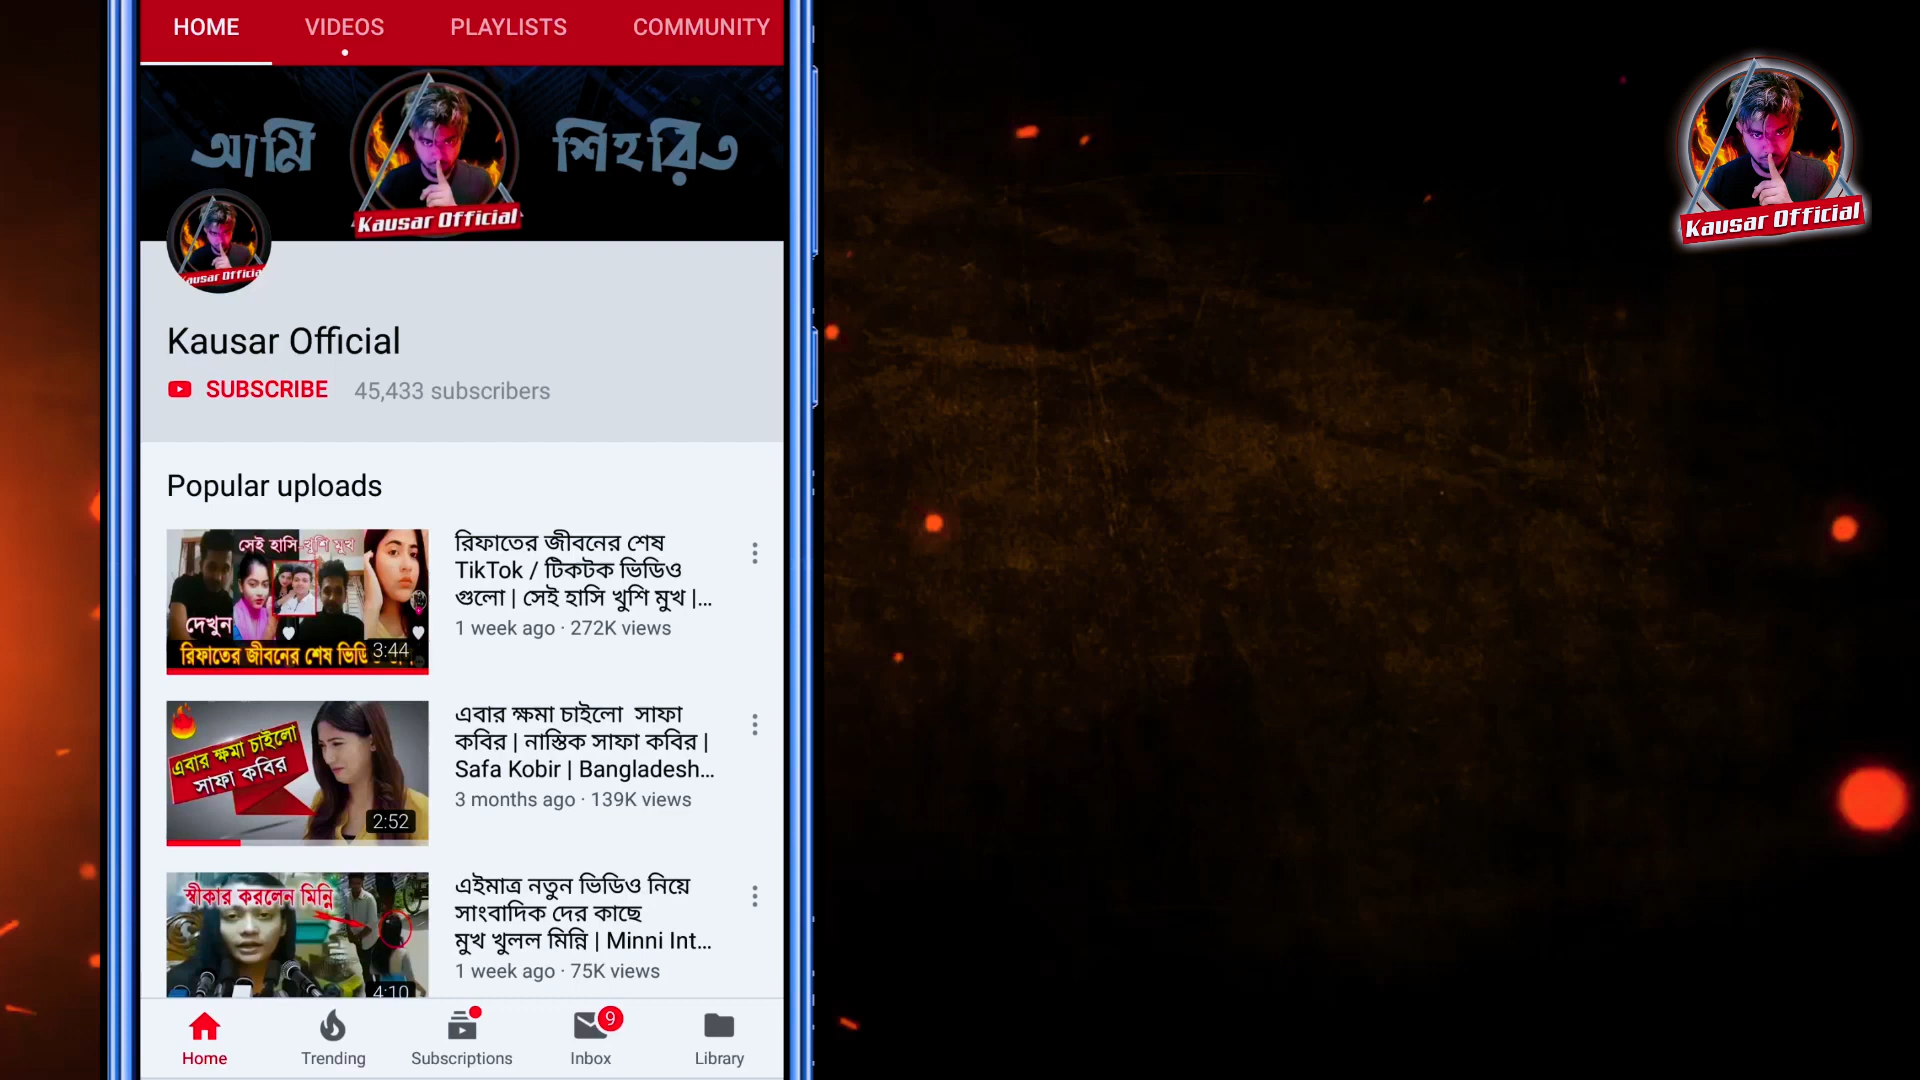 HOME VIDEOS PLAYLISTS COMMUNITY
আমি শিহরিত
Kausar Official
Kausar Official
Kausar Official
SUBSCRIBE 45,433 subscribers
Popular uploads
সেই হাসি খুশি মুখ
দেখুন
রিফাতের জীবনের শেষ
3:44
রিফাতের জীবনের শেষ
TikTok / টিকটক ভিডিও
গুলো | সেই হাসি খুশি মুখ |...
1 week ago · 272K views
এবার ক্ষমা চাইলো
সাফা কবির
2:52
এবার ক্ষমা চাইলো সাফা
কবির | নাস্তিক সাফা কবির |
Safa Kobir | Bangladesh...
3 months ago · 139K views
স্বীকার করলেন মিন্নি
4:10
এইমাত্র নতুন ভিডিও নিয়ে
সাংবাদিক দের কাছে
মুখ খুলল মিন্নি | Minni Int...
1 week ago · 75K views
9
Home Trending Subscriptions Inbox Library
Kausar Official